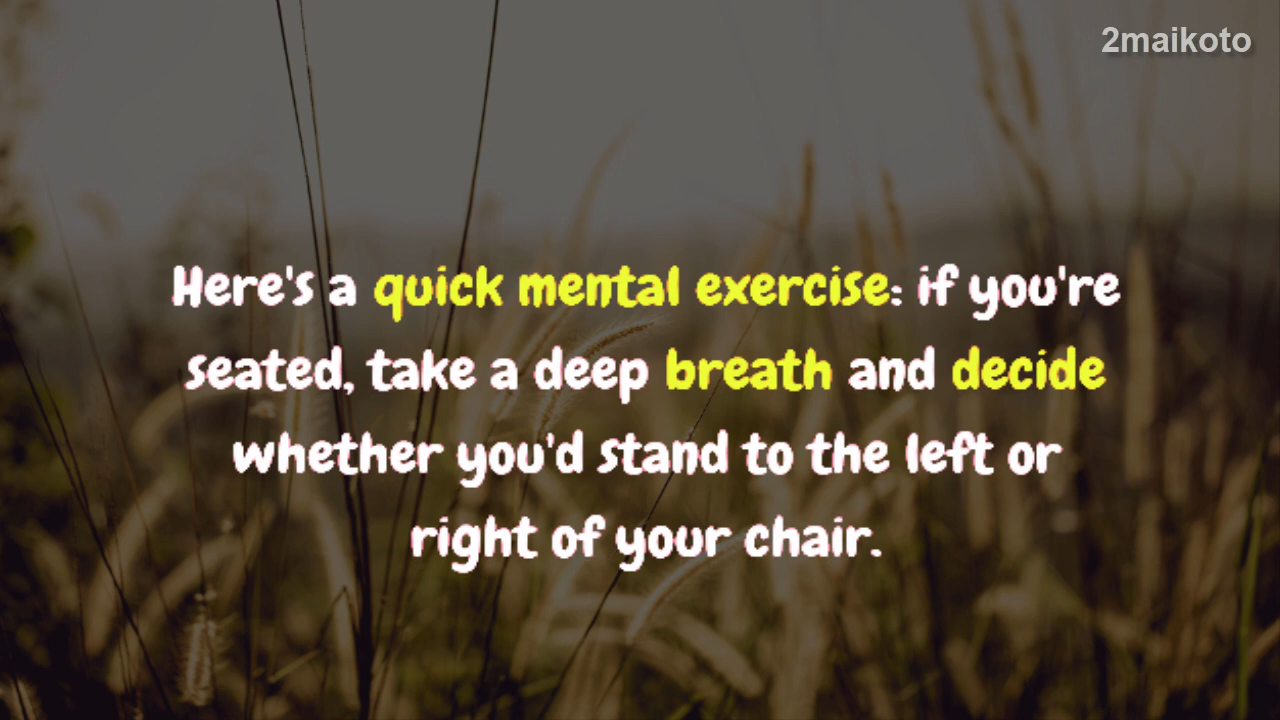 2maikoto
Here's a quick mental exercise: if you're
seated, take a deep breath and decide
whether you'd stand to the left or
right of your chair.